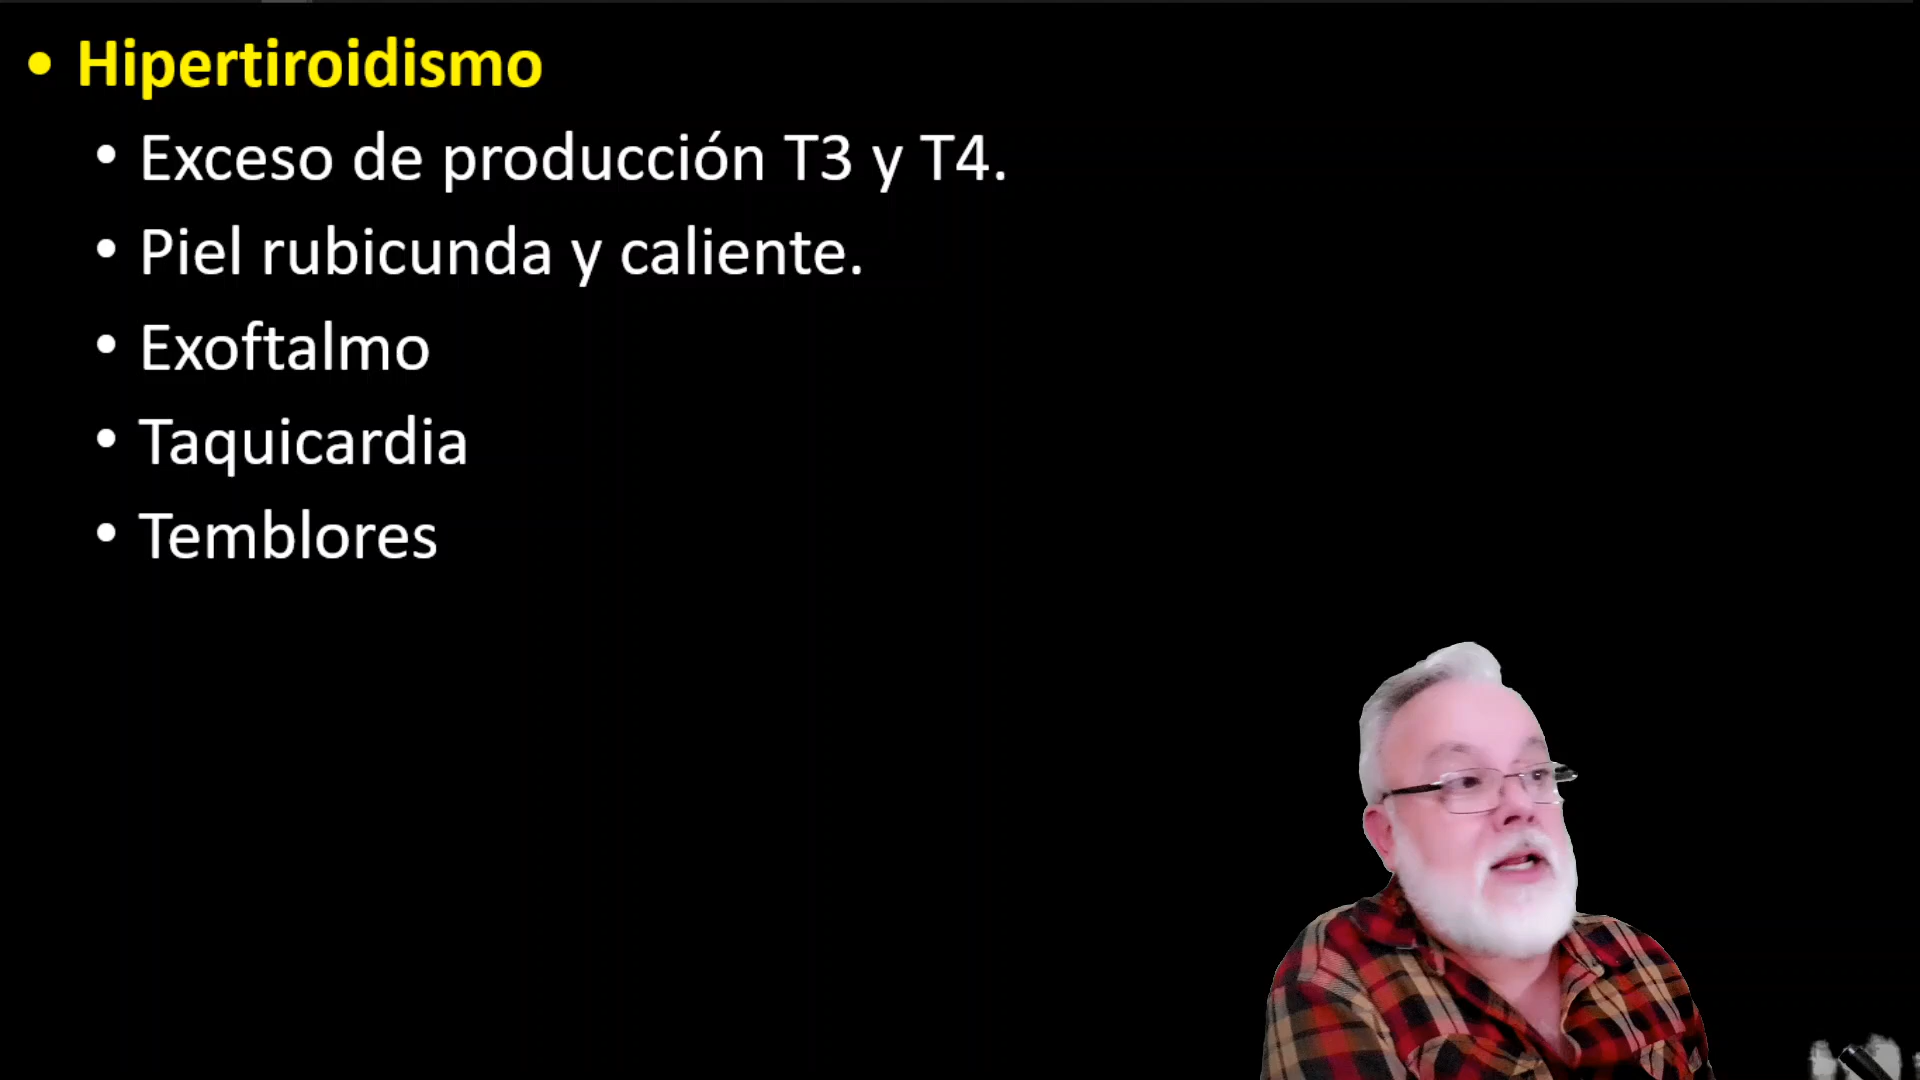 • Hipertiroidismo
• Exceso de producción T3 y T4.
• Piel rubicunda y caliente.
• Exoftalmo
• Taquicardia
• Temblores